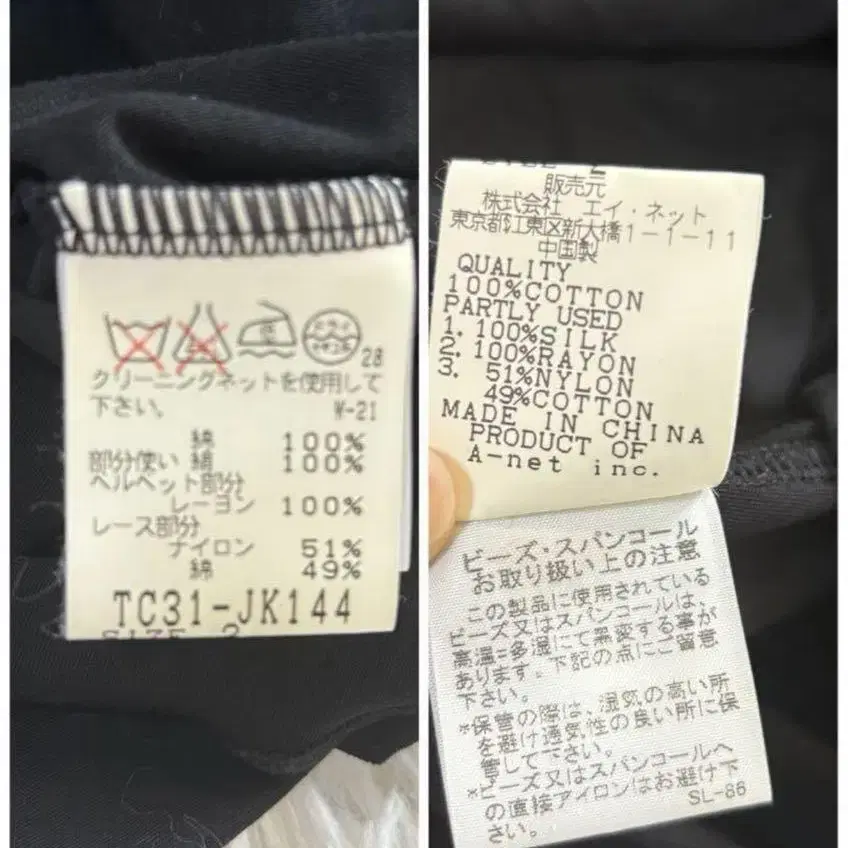 28
クリーニングネットを使用して
下さい。 W-21
綿 100%
部分使い 絹 100%
ベルベット部分
レーヨン 100%
レース部分
ナイロン 51%
綿 49%
TC31-JK144
SIZE 2
販売元
株式会社 エイ・ネット
東京都江東区新大橋1-1-11
中国製
QUALITY
100%COTTON
PARTLY USED
1. 100%SILK
2. 100%RAYON
3. 51%NYLON
49%COTTON
MADE IN CHINA
PRODUCT OF
A-net inc.
ビーズ・スパンコール
お取り扱い上の注意
この製品に使用されている
ビーズ又はスパンコールは、
高温=多湿にて悪変する事が
あります。下記の点にご留意
下さい。
*保管の際は、湿気の高い所
を避け通気性の良い所に保
管して下さい。
*ビーズ又はスパンコールへ
の直接アイロンはお避け下
さい。 SL-86